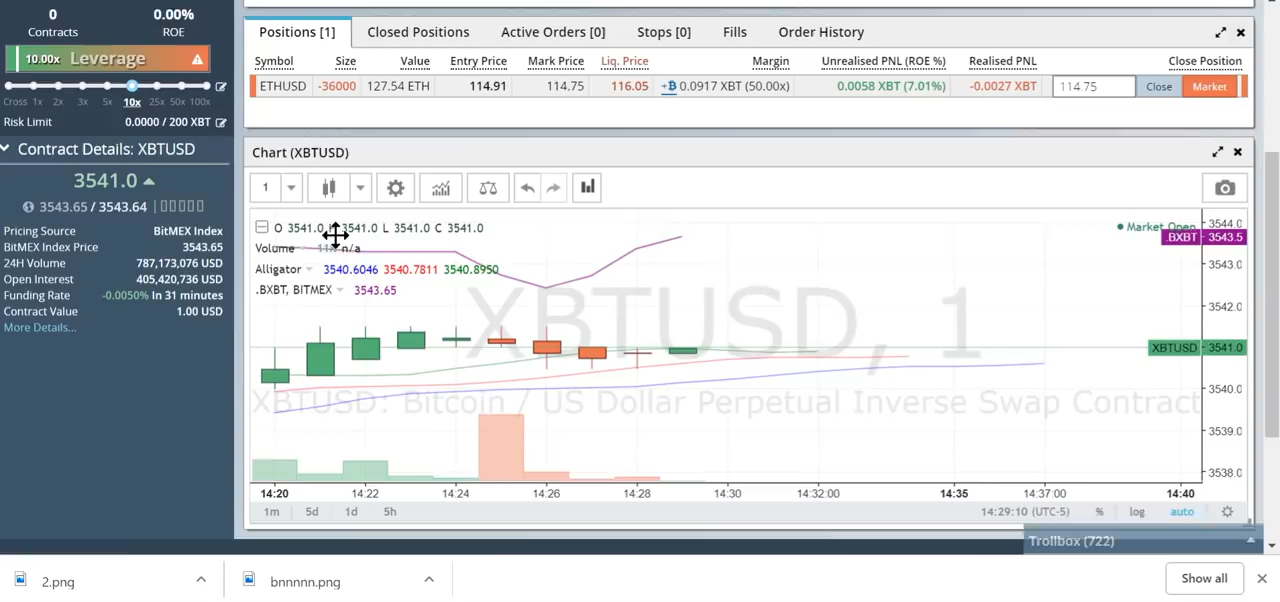 0 0.00%
Contracts ROE
10.00x Leverage
Cross 1x 2x 3x 5x 10x 25x 50x 100x
Risk Limit 0.0000 / 200 XBT
Contract Details: XBTUSD
3541.0
3543.65 / 3543.64
Pricing Source BitMEX Index
BitMEX Index Price 3543.65
24H Volume 787,173,076 USD
Open Interest 405,420,736 USD
Funding Rate -0.0050% In 31 minutes
Contract Value 1.00 USD
More Details...
Positions [1] Closed Positions Active Orders [0] Stops [0] Fills Order History
Symbol Size Value Entry Price Mark Price Liq. Price Margin Unrealised PNL (ROE %) Realised PNL Close Position
ETHUSD -36000 127.54 ETH 114.91 114.75 116.05 0.0917 XBT (50.00x) 0.0058 XBT (7.01%) -0.0027 XBT 114.75 Close Market
Chart (XBTUSD)
1
O 3541.0 3541.0 L 3541.0 C 3541.0
Volume n/a
Alligator 3540.6046 3540.7811 3540.8950
.BXBT, BITMEX 3543.65
Market Open
XBTUSD, 1
XBTUSD: Bitcoin / US Dollar Perpetual Inverse Swap Contract
3544.0
.BXBT 3543.5
3543.0
3542.0
XBTUSD 3541.0
3540.0
3539.0
3538.0
14:20 14:22 14:24 14:26 14:28 14:30 14:32:00 14:35 14:37:00 14:40
1m 5d 1d 5h 14:29:10 (UTC-5) % log auto
Trollbox (722)
2.png bnnnnn.png Show all